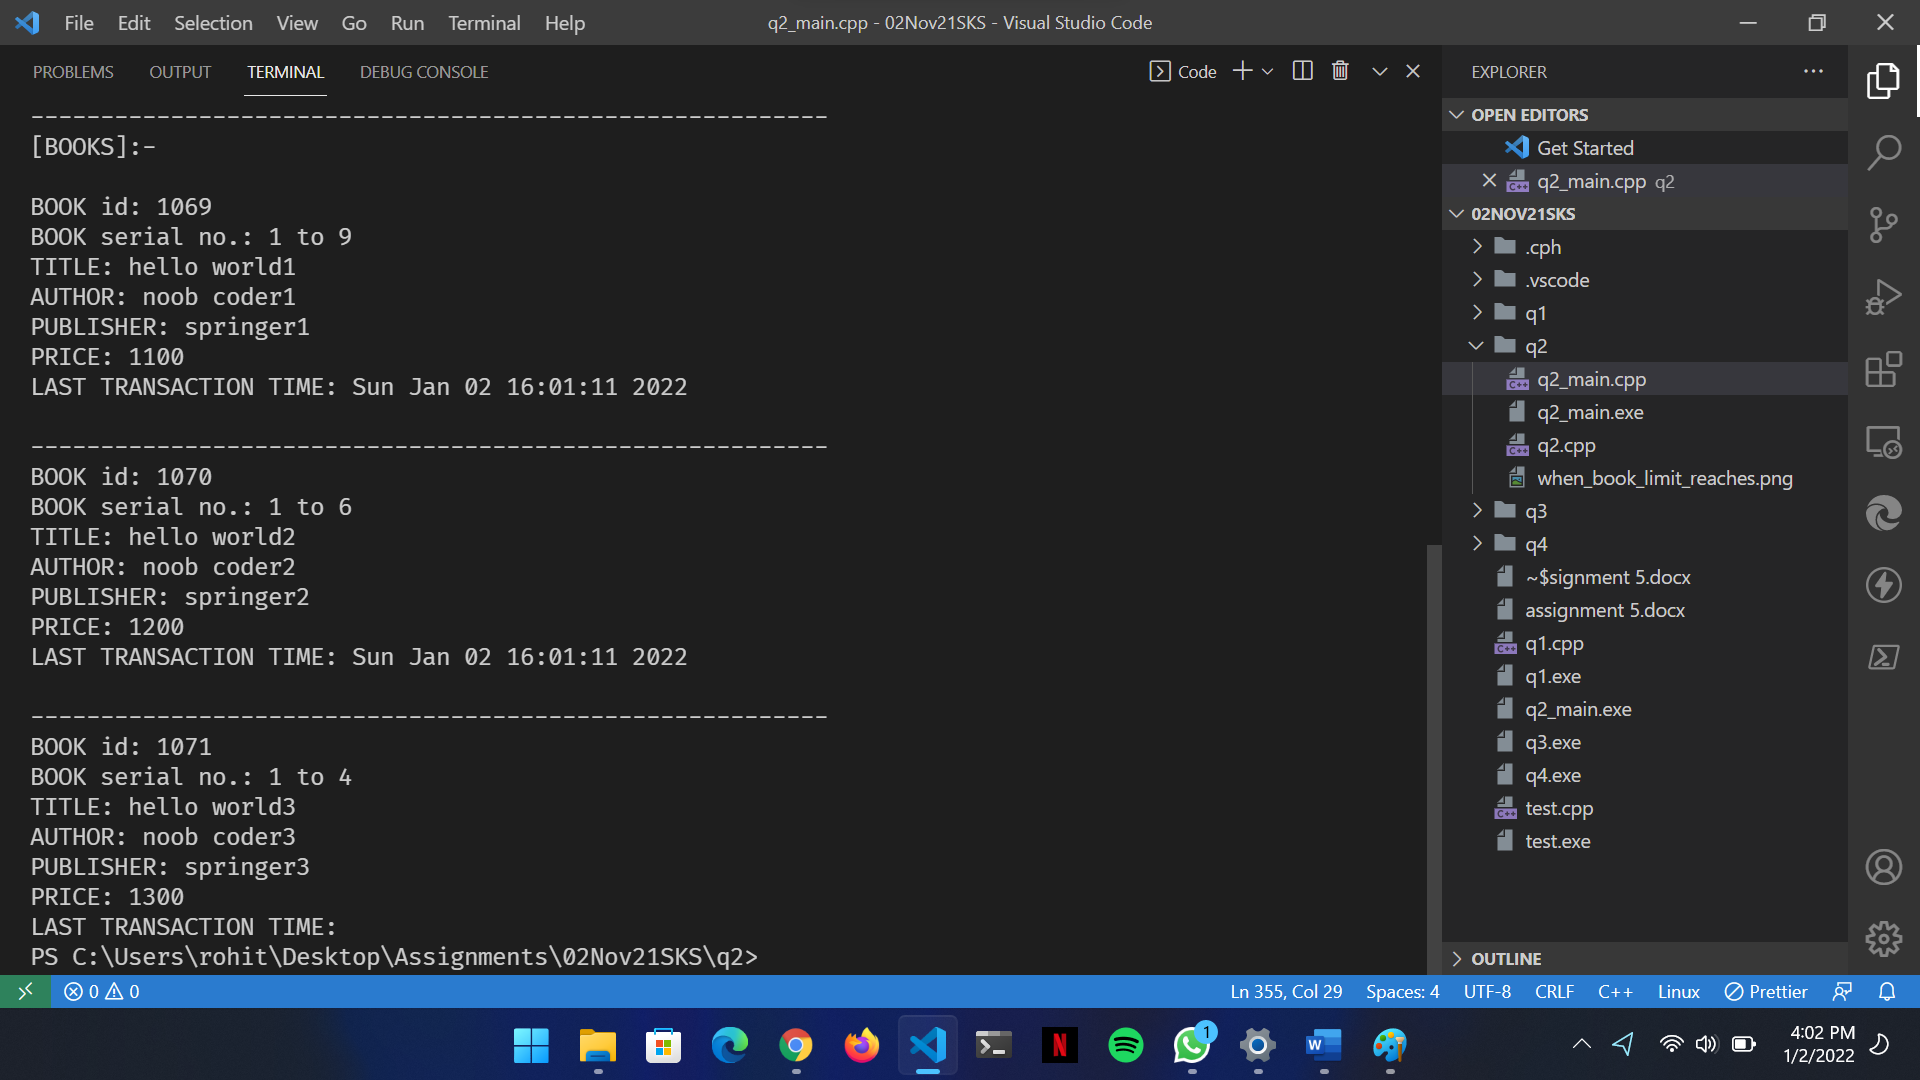 File Edit Selection View Go Run Terminal Help q2_main.cpp - 02Nov21SKS - Visual Studio Code
PROBLEMS OUTPUT TERMINAL DEBUG CONSOLE Code
---------------------------------------------------------
[BOOKS]:-
BOOK id: 1069
BOOK serial no.: 1 to 9
TITLE: hello world1
AUTHOR: noob coder1
PUBLISHER: springer1
PRICE: 1100
LAST TRANSACTION TIME: Sun Jan 02 16:01:11 2022
---------------------------------------------------------
BOOK id: 1070
BOOK serial no.: 1 to 6
TITLE: hello world2
AUTHOR: noob coder2
PUBLISHER: springer2
PRICE: 1200
LAST TRANSACTION TIME: Sun Jan 02 16:01:11 2022
---------------------------------------------------------
BOOK id: 1071
BOOK serial no.: 1 to 4
TITLE: hello world3
AUTHOR: noob coder3
PUBLISHER: springer3
PRICE: 1300
LAST TRANSACTION TIME:
PS C:\Users\rohit\Desktop\Assignments\02Nov21SKS\q2>
EXPLORER ...
OPEN EDITORS
Get Started
q2_main.cpp q2
02NOV21SKS
.cph
.vscode
q1
q2
q2_main.cpp
q2_main.exe
q2.cpp
when_book_limit_reaches.png
q3
q4
~$signment 5.docx
assignment 5.docx
q1.cpp
q1.exe
q2_main.exe
q3.exe
q4.exe
test.cpp
test.exe
OUTLINE
0 0 Ln 355, Col 29 Spaces: 4 UTF-8 CRLF C++ Linux Prettier
1
4:02 PM
1/2/2022